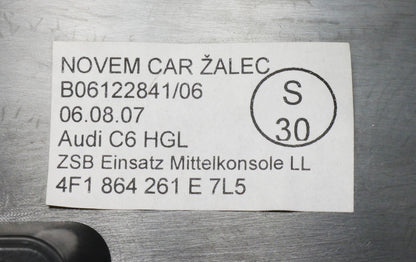 NOVEM CAR ŽALEC
B06122841/06
06.08.07
Audi C6 HGL
ZSB Einsatz Mittelkonsole LL
4F1 864 261 E 7L5
S
30